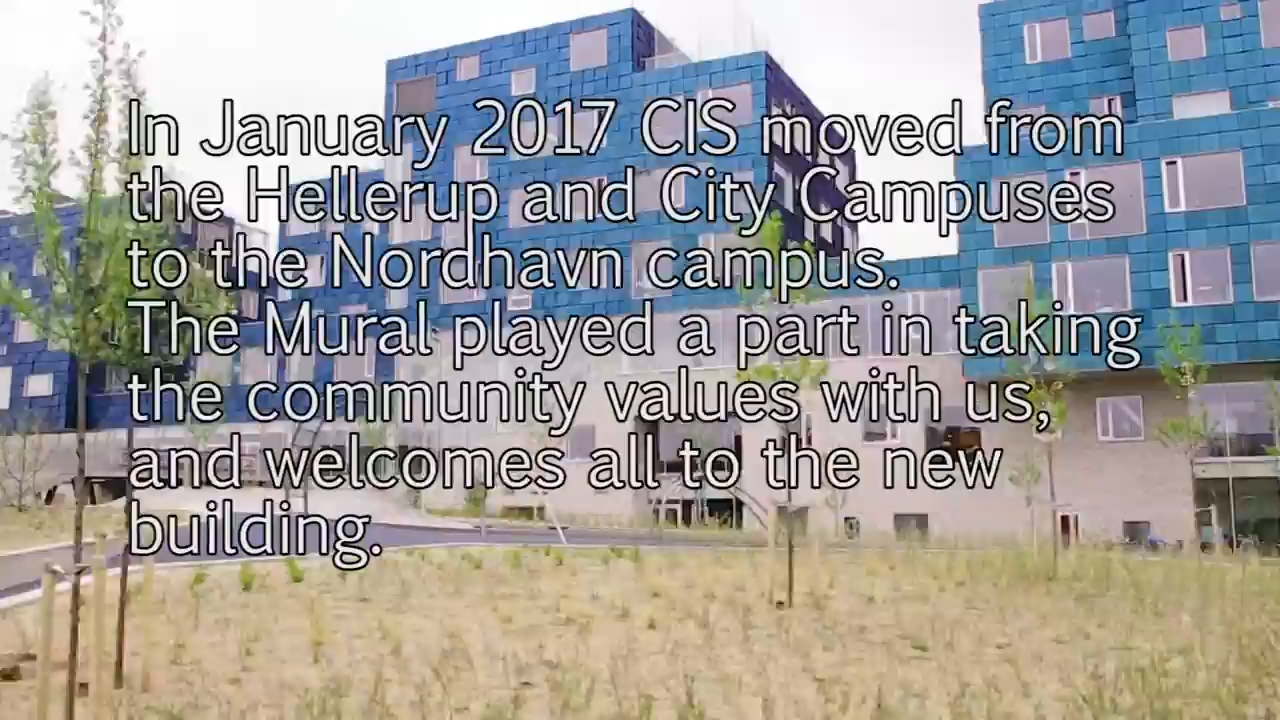 In January 2017 CIS moved from
the Hellerup and City Campuses
to the Nordhavn campus.
The Mural played a part in taking
the community values with us,
and welcomes all to the new
building.